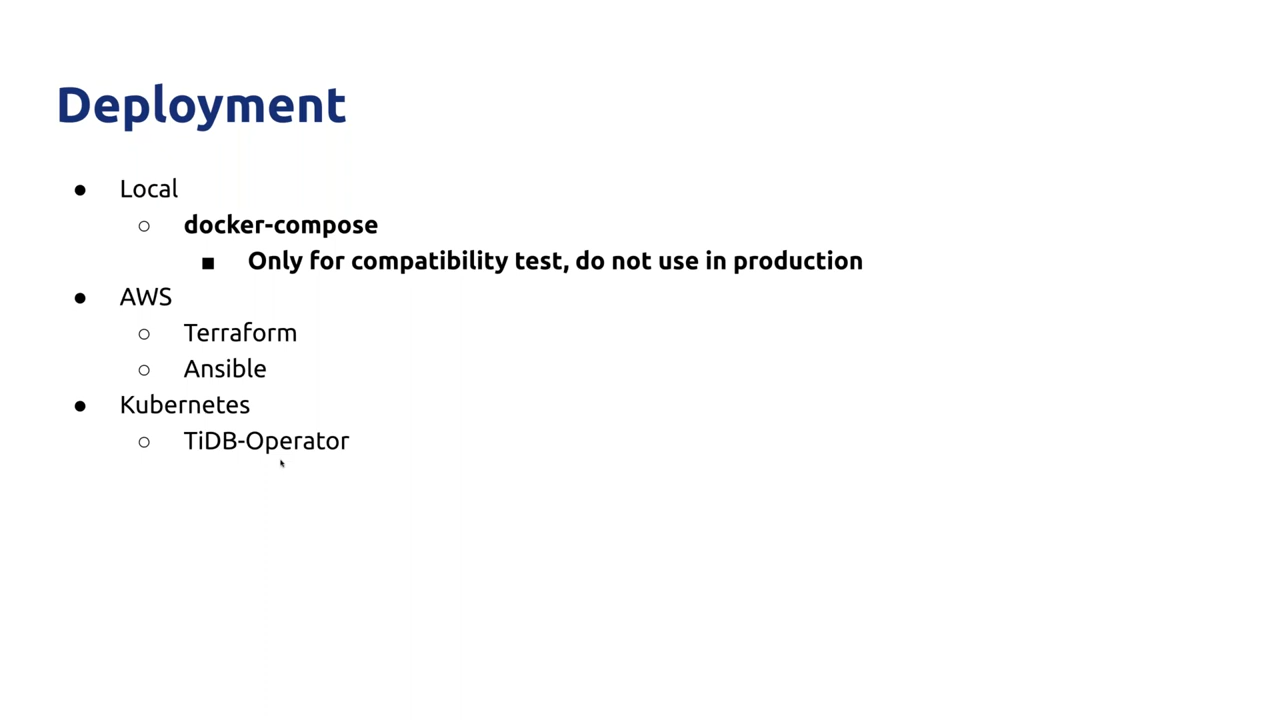 Deployment
● Local
○ docker-compose
■ Only for compatibility test, do not use in production
● AWS
○ Terraform
○ Ansible
● Kubernetes
○ TiDB-Operator